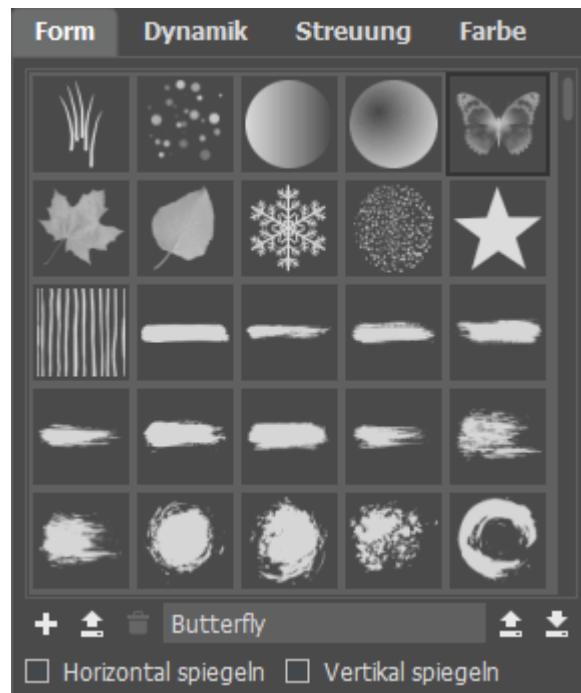 Form Dynamik Streuung Farbe
Butterfly
Horizontal spiegeln Vertikal spiegeln